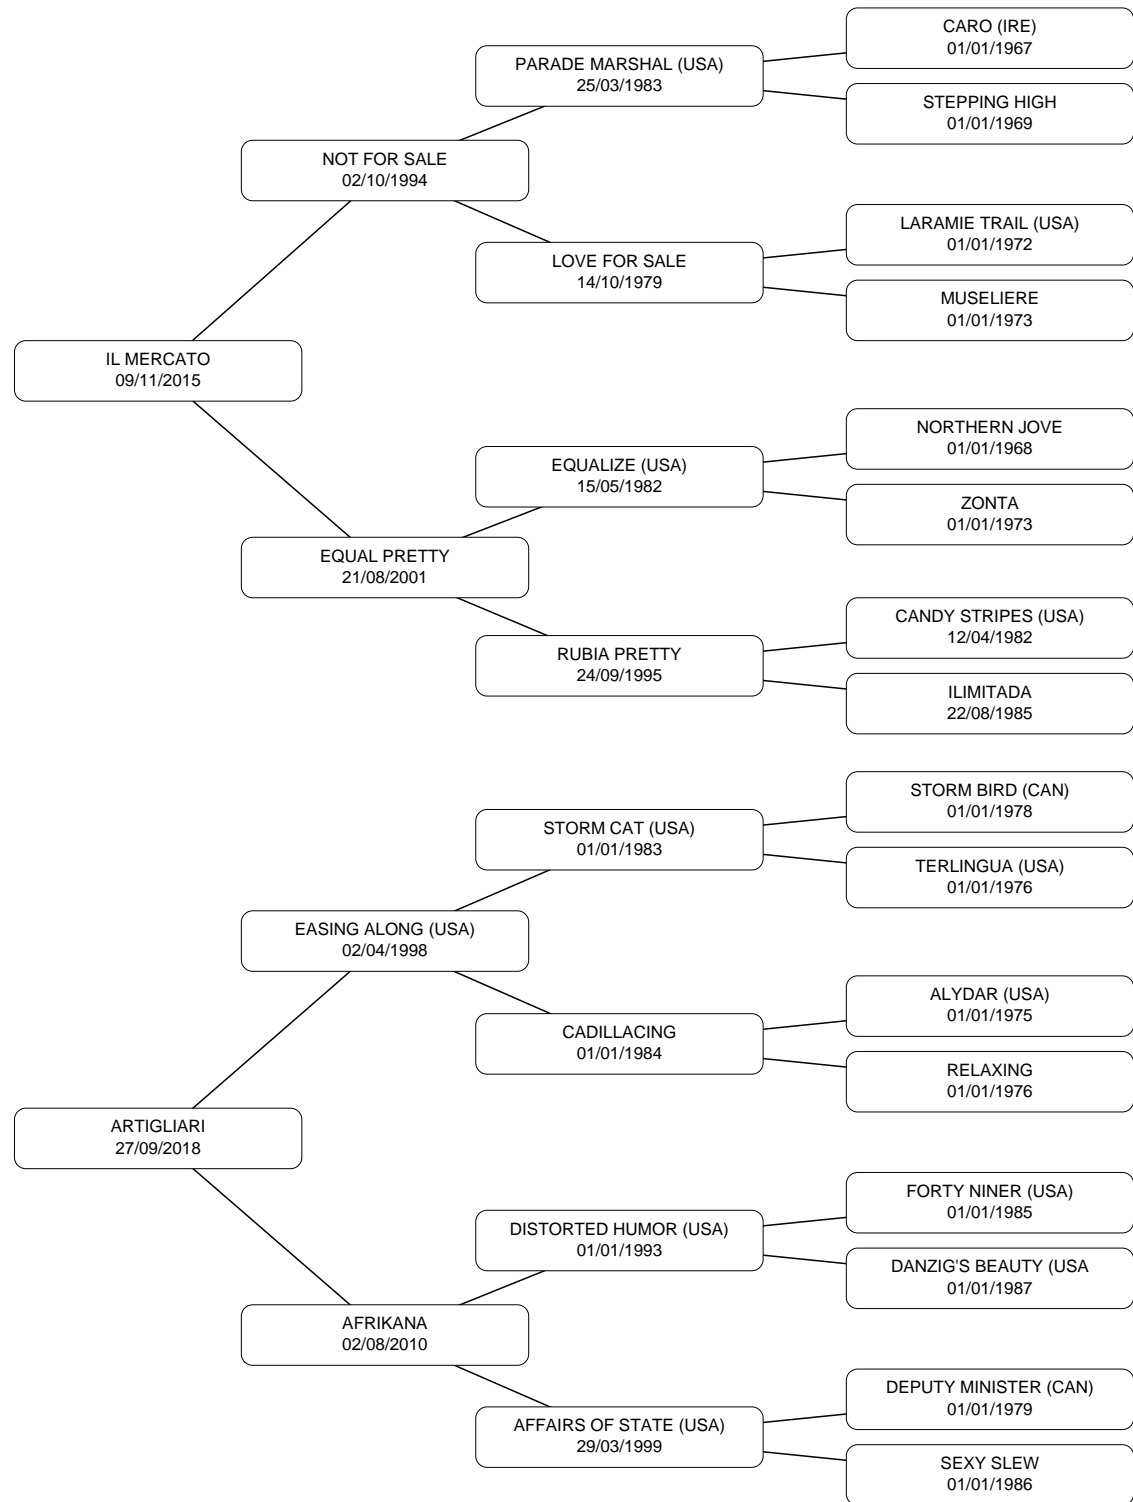 CARO (IRE)
01/01/1967
PARADE MARSHAL (USA)
25/03/1983
STEPPING HIGH
01/01/1969
NOT FOR SALE
02/10/1994
LARAMIE TRAIL (USA)
01/01/1972
LOVE FOR SALE
14/10/1979
MUSELIERE
01/01/1973
IL MERCATO
09/11/2015
NORTHERN JOVE
01/01/1968
EQUALIZE (USA)
15/05/1982
ZONTA
01/01/1973
EQUAL PRETTY
21/08/2001
CANDY STRIPES (USA)
12/04/1982
RUBIA PRETTY
24/09/1995
ILIMITADA
22/08/1985
STORM BIRD (CAN)
01/01/1978
STORM CAT (USA)
01/01/1983
TERLINGUA (USA)
01/01/1976
EASING ALONG (USA)
02/04/1998
ALYDAR (USA)
01/01/1975
CADILLACING
01/01/1984
RELAXING
01/01/1976
ARTIGLIARI
27/09/2018
FORTY NINER (USA)
01/01/1985
DISTORTED HUMOR (USA)
01/01/1993
DANZIG'S BEAUTY (USA
01/01/1987
AFRIKANA
02/08/2010
DEPUTY MINISTER (CAN)
01/01/1979
AFFAIRS OF STATE (USA)
29/03/1999
SEXY SLEW
01/01/1986